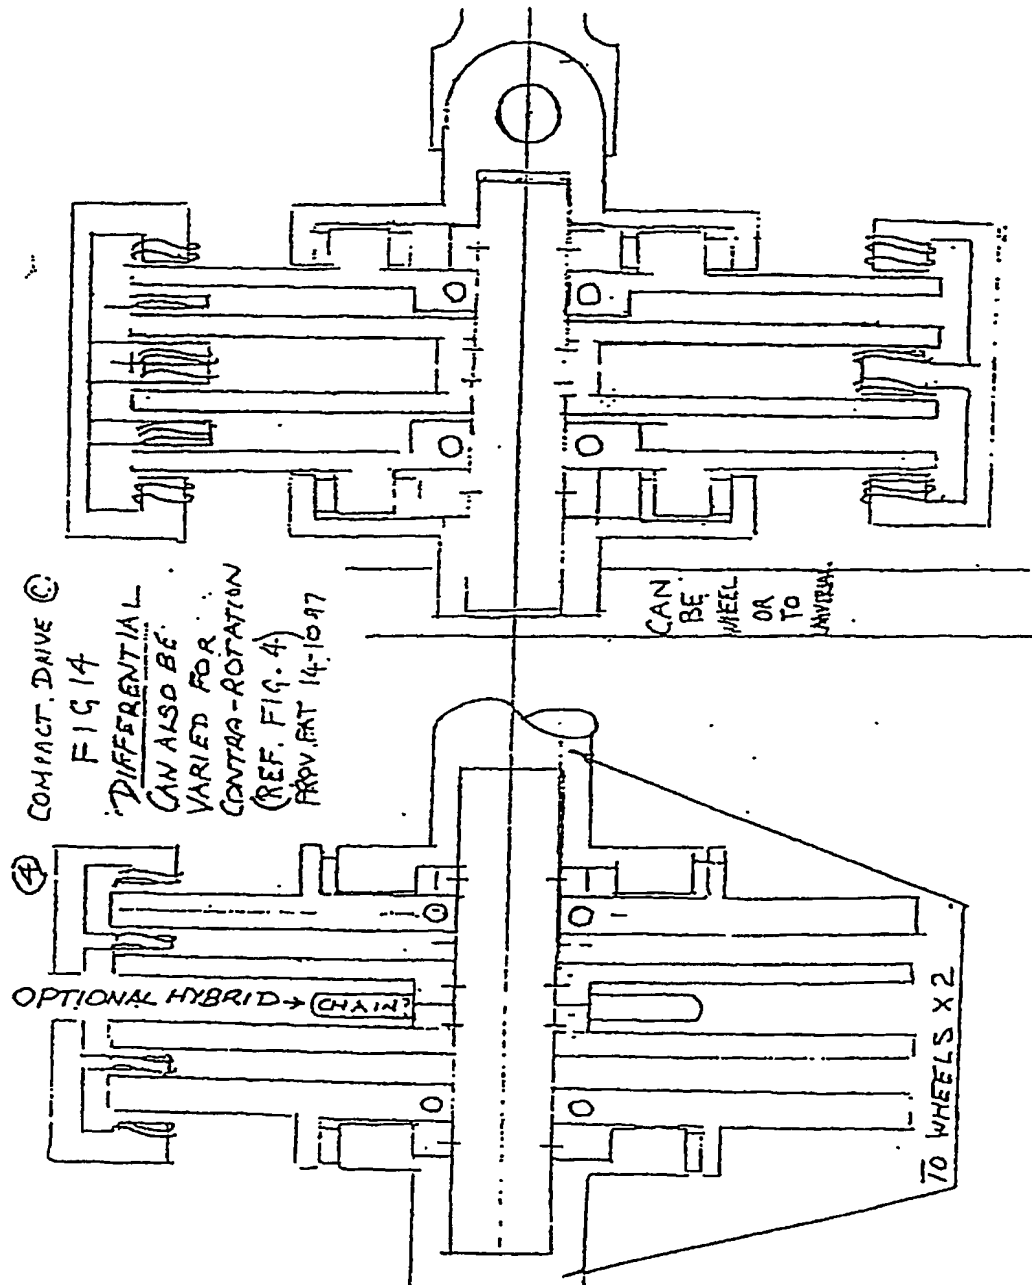 COMPACT. DRIVE Ⓒ
FIG 14
DIFFERENTIAL
CAN ALSO BE
VARIED FOR
CONTRA-ROTATION
(REF. FIG. 4)
PROV. PAT 14-10 97
CAN
BE
WHEEL
OR
TO
④
OPTIONAL HYBRID → CHAIN
TO WHEELS X 2